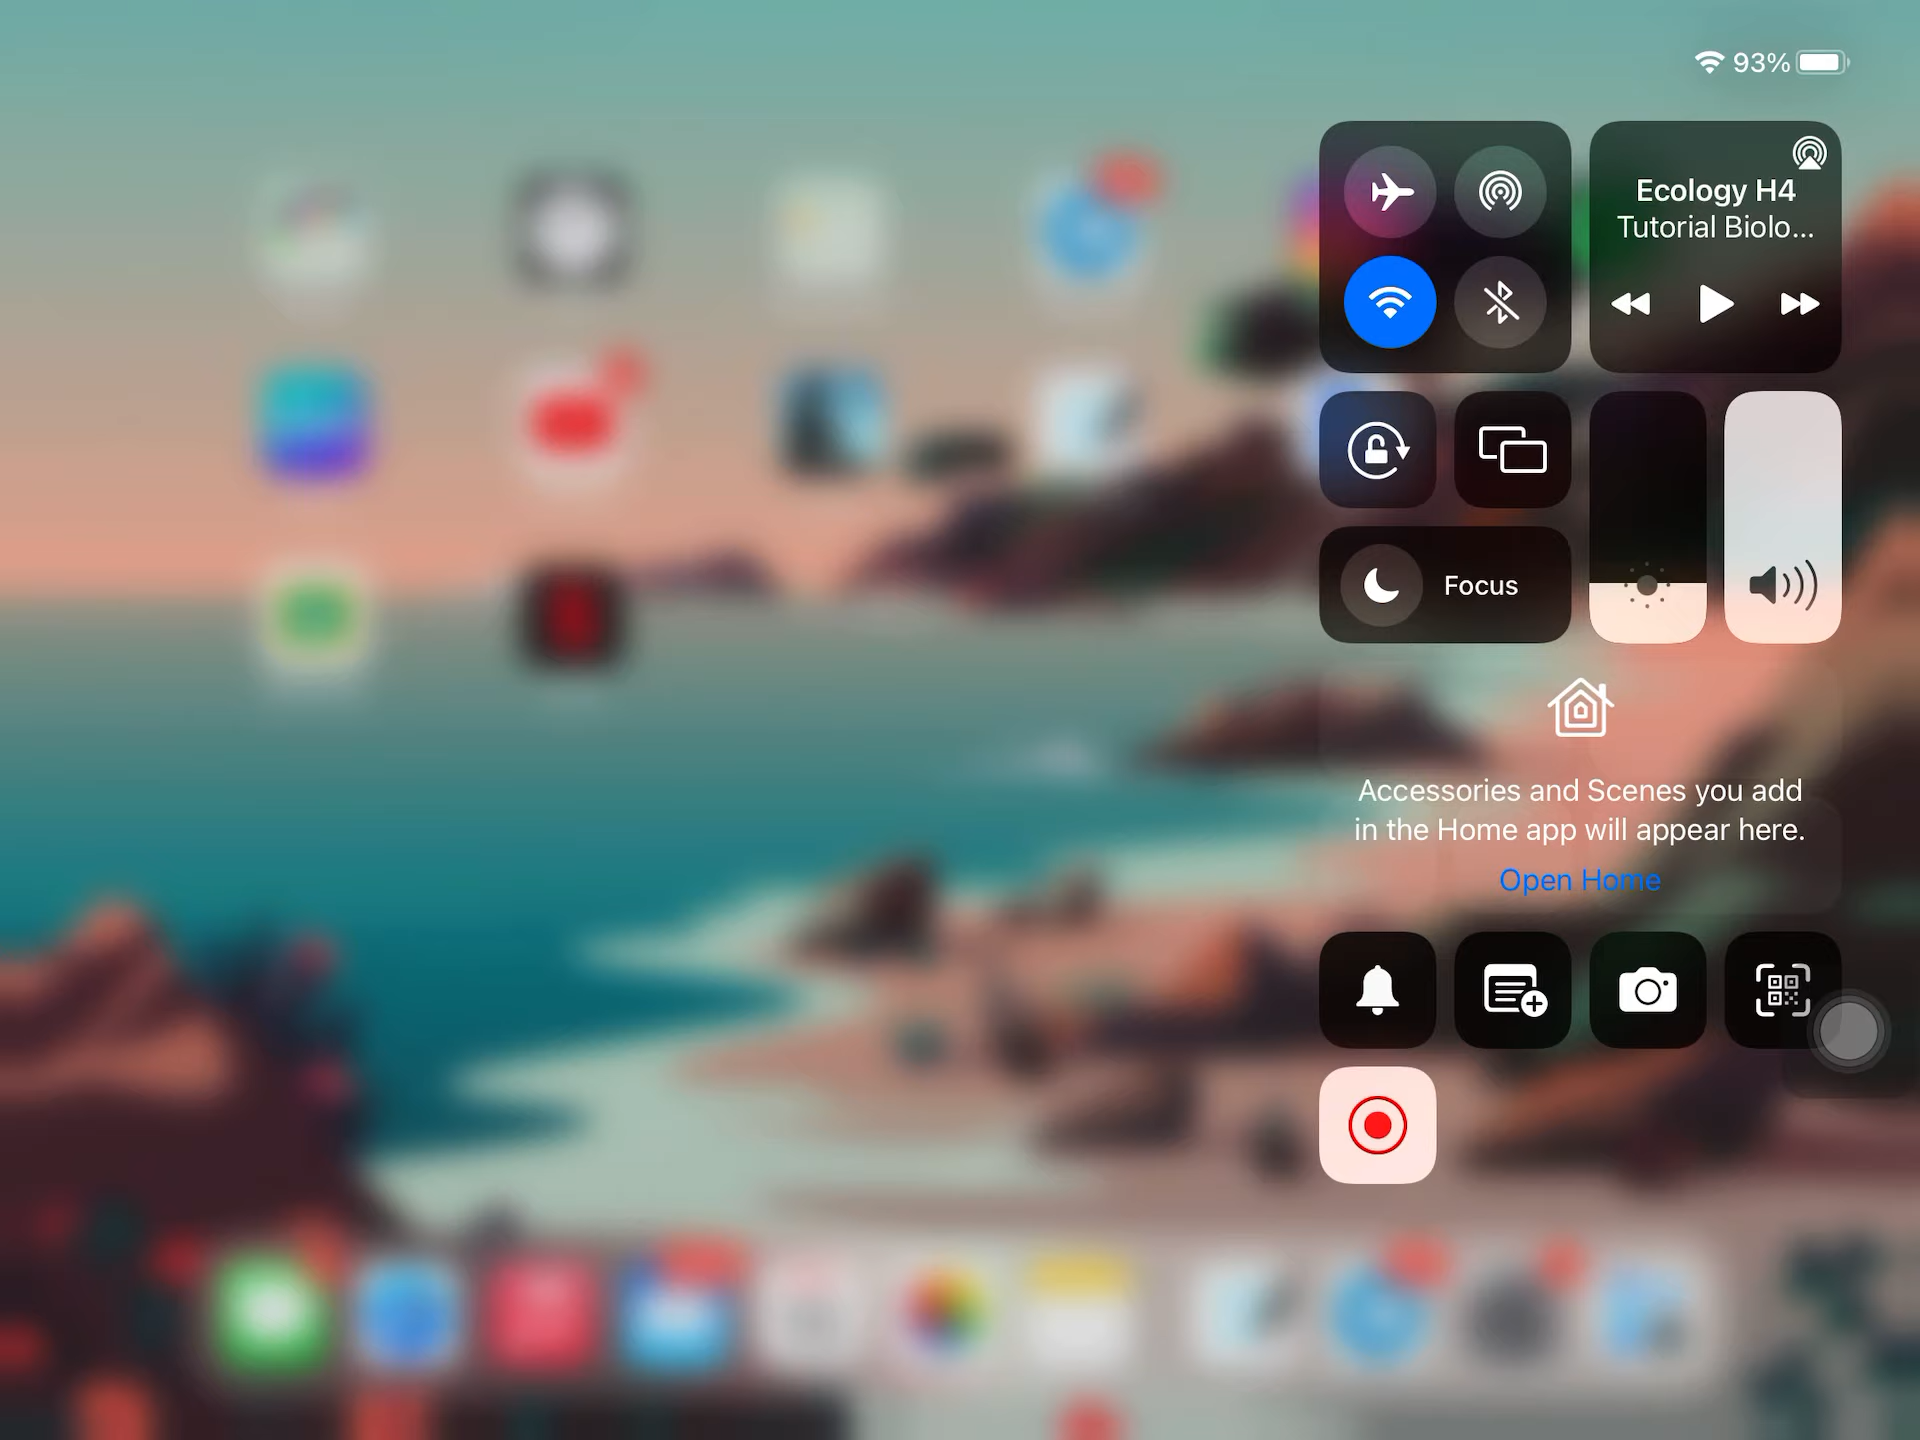 93%
Ecology H4
Tutorial Biolo...
Focus
Accessories and Scenes you add
in the Home app will appear here.
Open Home